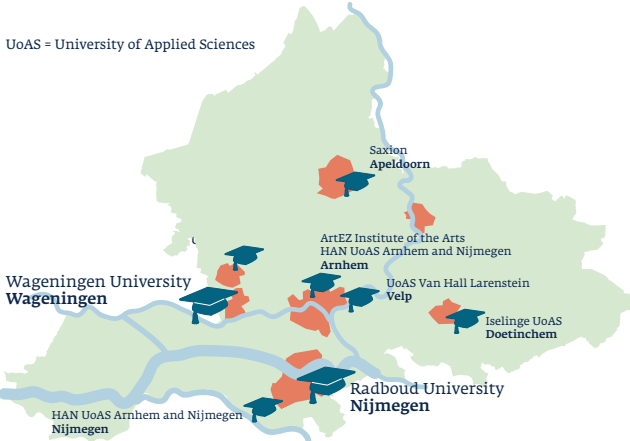 UoAS = University of Applied Sciences
Saxion
Apeldoorn
ArtEZ Institute of the Arts
HAN UoAS Arnhem and Nijmegen
Arnhem
Wageningen University
Wageningen
UoAS Van Hall Larenstein
Velp
Iselinge UoAS
Doetinchem
Radboud University
Nijmegen
HAN UoAS Arnhem and Nijmegen
Nijmegen